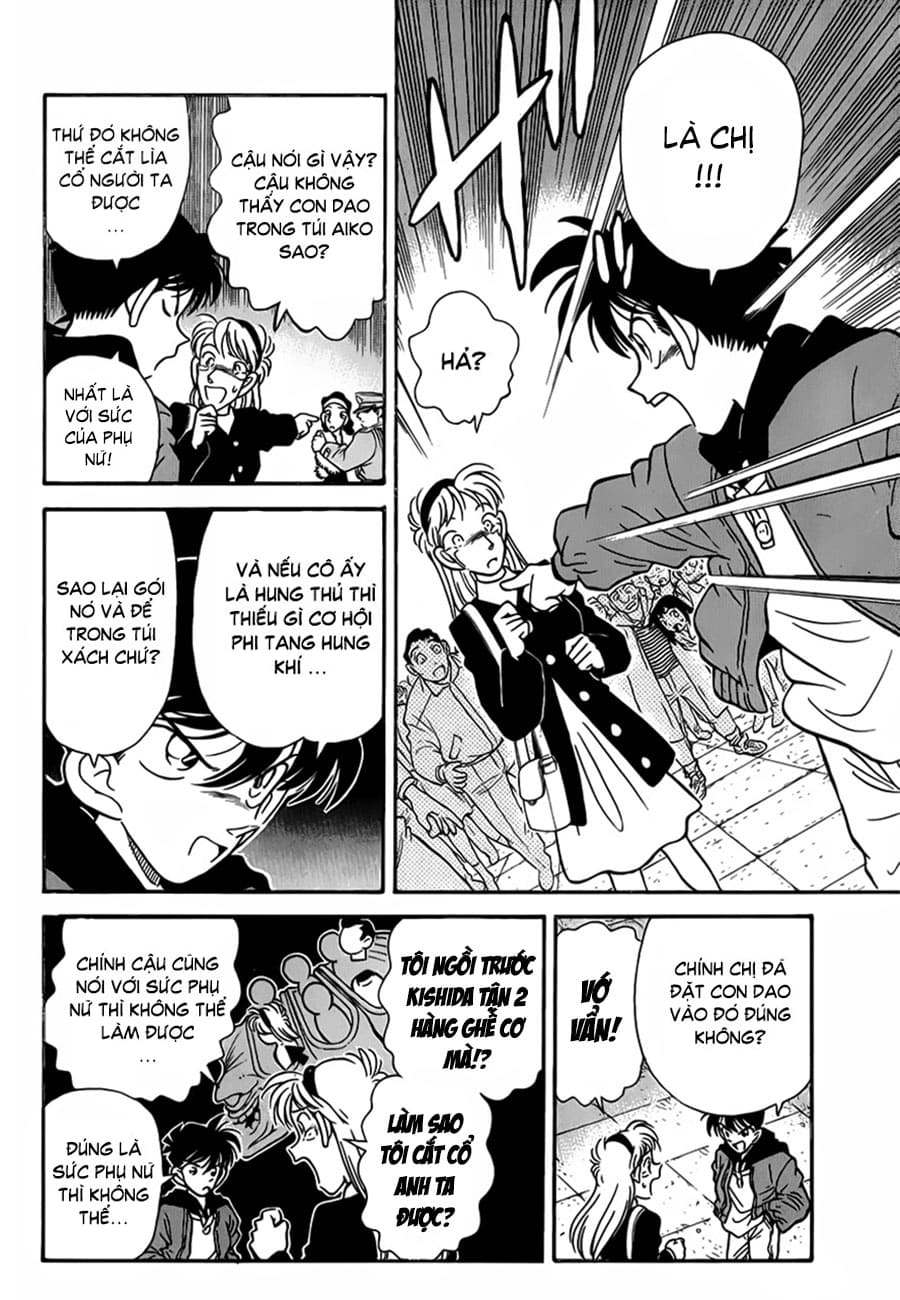 LÀ CHỊ
!!!
HẢ?
CẬU NÓI GÌ VẬY?
CẬU KHÔNG
THẤY CON DAO
TRONG TÚI AIKO
SAO?
THỨ ĐÓ KHÔNG
THỂ CẮT LÌA
CỔ NGƯỜI TA
ĐƯỢC
...
NHẤT LÀ
VỚI SỨC
CỦA PHỤ
NỮ!
VÀ NẾU CÔ ẤY
LÀ HUNG THỦ THÌ
THIẾU GÌ CƠ HỘI
PHI TANG HUNG
KHÍ ...
SAO LẠI GÓI
NÓ VÀ ĐỂ
TRONG TÚI
XÁCH CHỨ?
CHÍNH CHỊ ĐÃ
ĐẶT CON DAO
VÀO ĐÓ ĐÚNG
KHÔNG?
VỚ
VẨN!
TÔI NGỒI TRƯỚC
KISHIDA TẬN 2
HÀNG GHẾ CƠ
MÀ!?
LÀM SAO
TÔI CẮT CỔ
ANH TA
ĐƯỢC?
CHÍNH CẬU CŨNG
NÓI VỚI SỨC PHỤ
NỮ THÌ KHÔNG THỂ
LÀM ĐƯỢC
...
ĐÚNG LÀ
SỨC PHỤ NỮ
THÌ KHÔNG
THỂ...